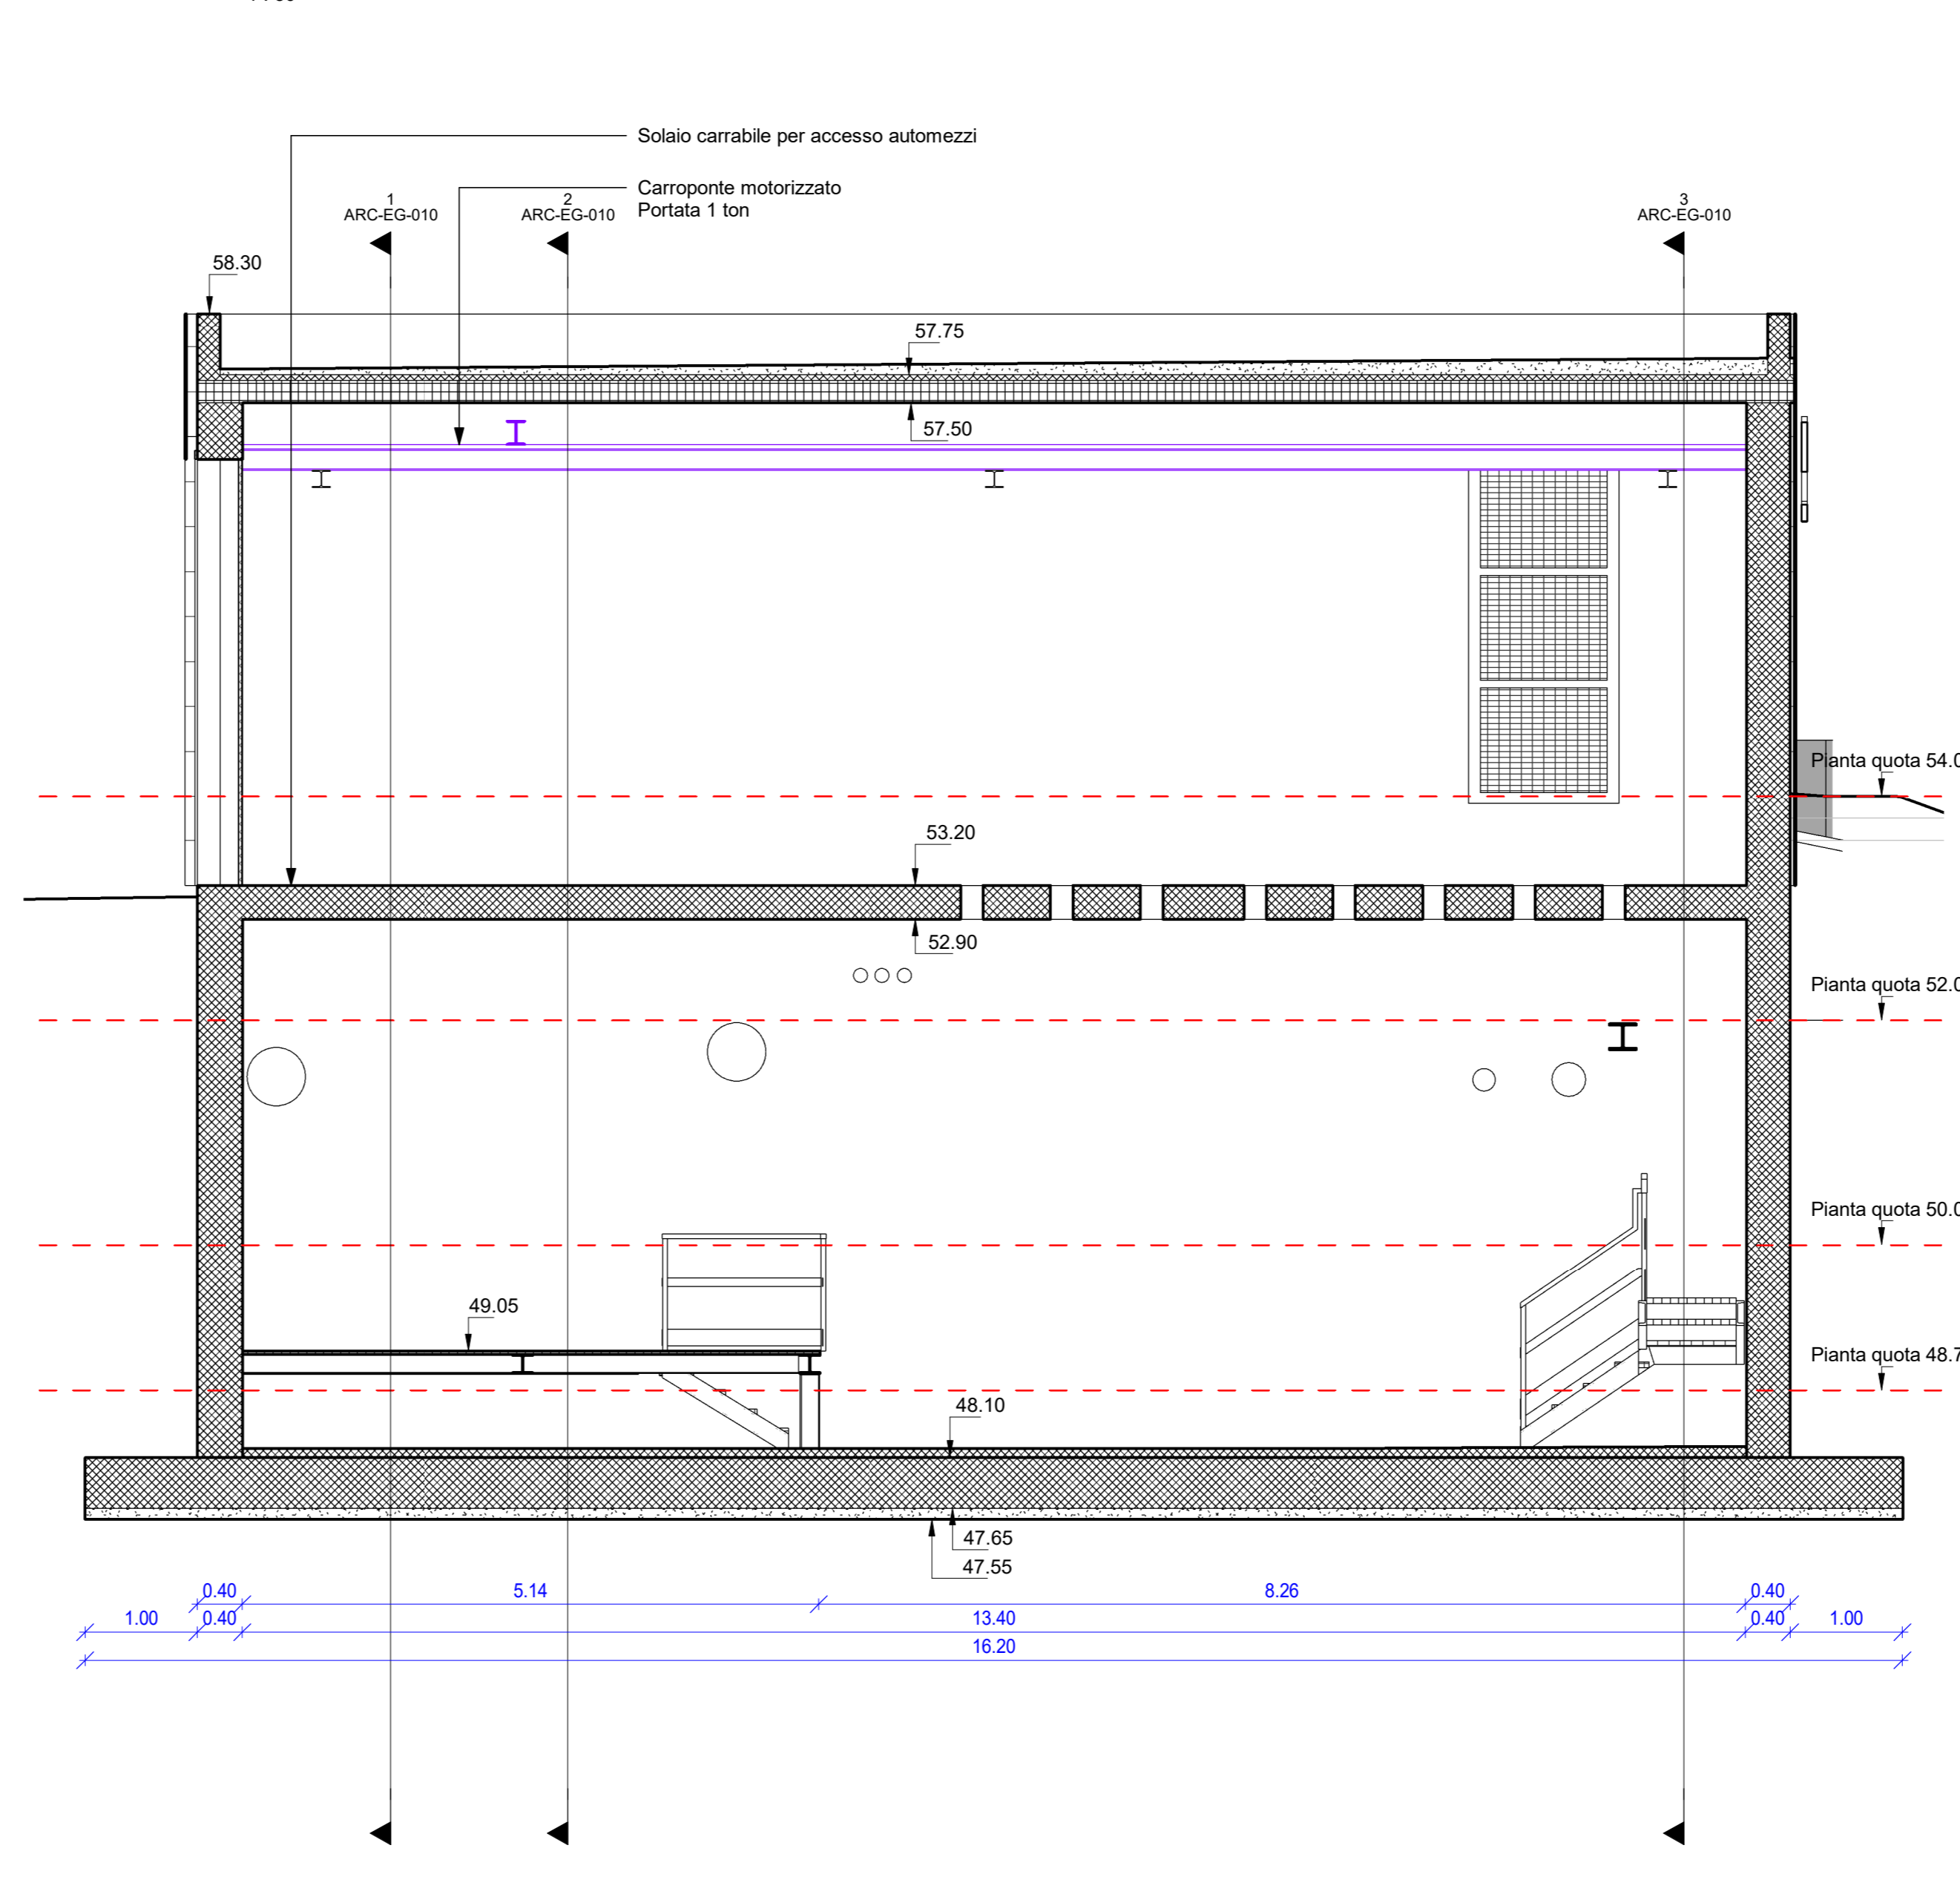 Solaio carrabile per accesso automezzi
Carroponte motorizzato
Portata 1 ton
1
ARC-EG-010
2
ARC-EG-010
3
ARC-EG-010
58.30
57.75
57.50
Pianta quota 54.0
53.20
52.90
Pianta quota 52.0
Pianta quota 50.0
49.05
Pianta quota 48.7
48.10
47.65
47.55
0.40
5.14
8.26
0.40
1.00
0.40
13.40
0.40
1.00
16.20